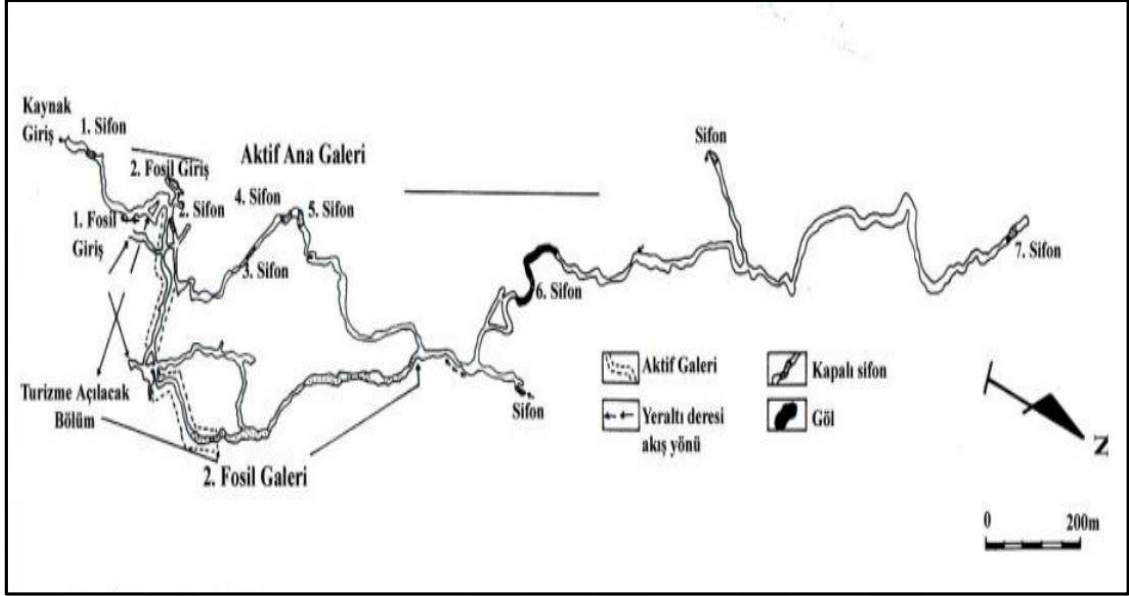 Kaynak
Giriş
1. Sifon
2. Fosil Giriş
Aktif Ana Galeri
Sifon
1. Fosil
Giriş
2. Sifon
4. Sifon
5. Sifon
3. Sifon
6. Sifon
7. Sifon
Turizme Açılacak
Bölüm
2. Fosil Galeri
Sifon
Aktif Galeri
Kapalı sifon
Yeraltı deresi
akış yönü
Göl
N
0 200m